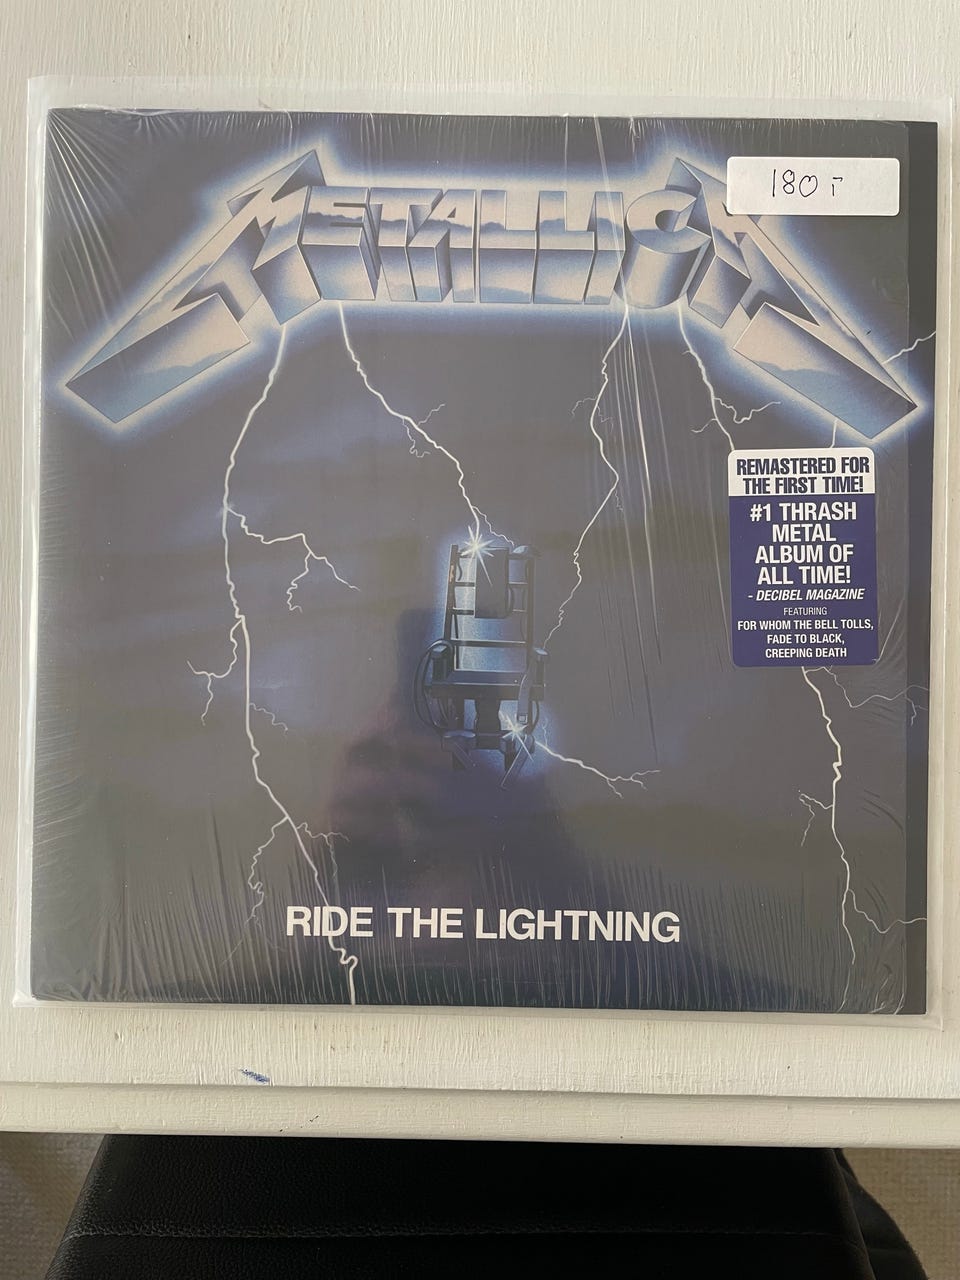 METALLICA
180 г
REMASTERED FOR
THE FIRST TIME!
#1 THRASH
METAL
ALBUM OF
ALL TIME!
- DECIBEL MAGAZINE
FEATURING
FOR WHOM THE BELL TOLLS,
FADE TO BLACK,
CREEPING DEATH
RIDE THE LIGHTNING